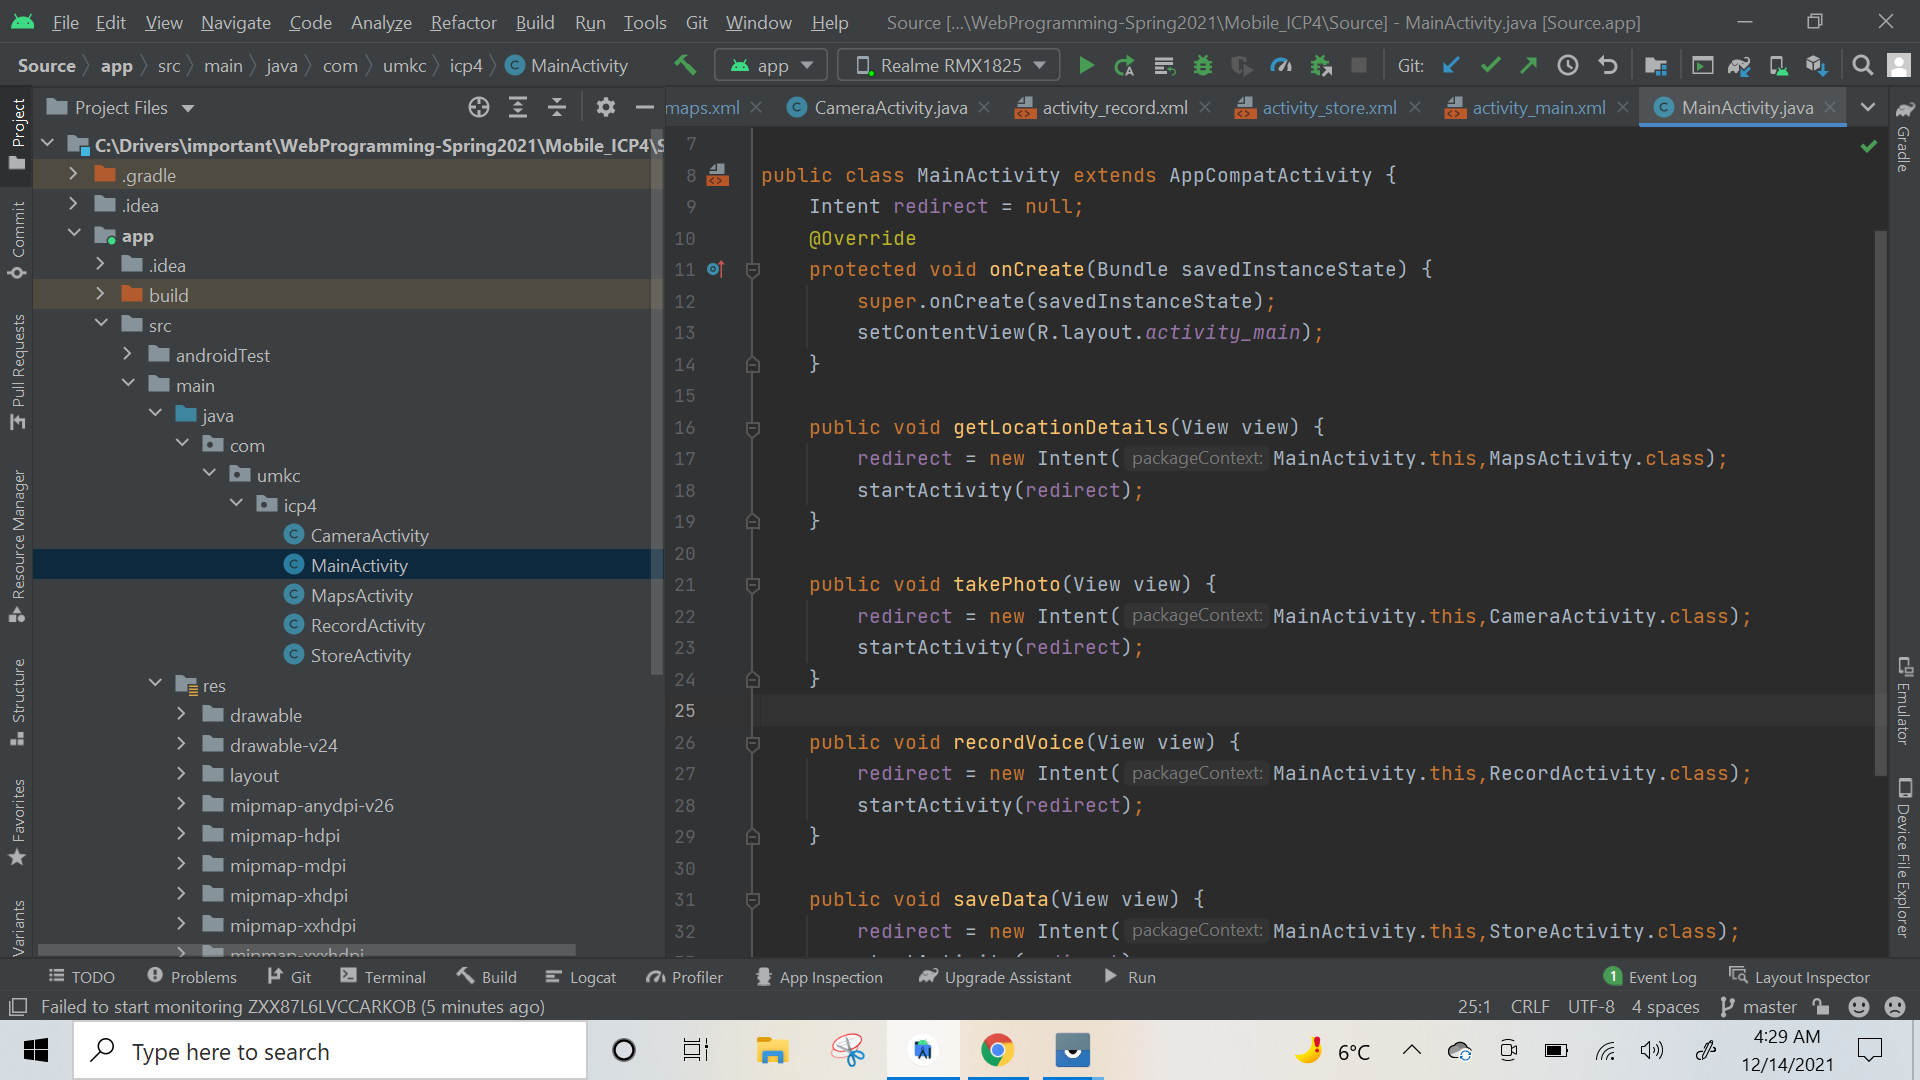 File Edit View Navigate Code Analyze Refactor Build Run Tools Git Window Help Source [...\WebProgramming-Spring2021\Mobile_ICP4\Source] - MainActivity.java [Source.app]
Source app src main java com umkc icp4 MainActivity app Realme RMX1825 Git:
Project Files
maps.xml CameraActivity.java activity_record.xml activity_store.xml activity_main.xml MainActivity.java
Project
Commit
Pull Requests
Resource Manager
Structure
Favorites
Variants
C:\Drivers\important\WebProgramming-Spring2021\Mobile_ICP4\S
.gradle
.idea
app
.idea
build
src
androidTest
main
java
com
umkc
icp4
CameraActivity
MainActivity
MapsActivity
RecordActivity
StoreActivity
res
drawable
drawable-v24
layout
mipmap-anydpi-v26
mipmap-hdpi
mipmap-mdpi
mipmap-xhdpi
mipmap-xxhdpi
mipmap-xxxhdpi
7
8 public class MainActivity extends AppCompatActivity {
9 Intent redirect = null;
10 @Override
11 protected void onCreate(Bundle savedInstanceState) {
12 super.onCreate(savedInstanceState);
13 setContentView(R.layout.activity_main);
14 }
15
16 public void getLocationDetails(View view) {
17 redirect = new Intent( packageContext: MainActivity.this,MapsActivity.class);
18 startActivity(redirect);
19 }
20
21 public void takePhoto(View view) {
22 redirect = new Intent( packageContext: MainActivity.this,CameraActivity.class);
23 startActivity(redirect);
24 }
25
26 public void recordVoice(View view) {
27 redirect = new Intent( packageContext: MainActivity.this,RecordActivity.class);
28 startActivity(redirect);
29 }
30
31 public void saveData(View view) {
32 redirect = new Intent( packageContext: MainActivity.this,StoreActivity.class);
Gradle
Emulator
Device File Explorer
TODO Problems Git Terminal Build Logcat Profiler App Inspection Upgrade Assistant Run 1 Event Log Layout Inspector
Failed to start monitoring ZXX87L6LVCCARKOB (5 minutes ago) 25:1 CRLF UTF-8 4 spaces master
Type here to search
6°C
4:29 AM
12/14/2021